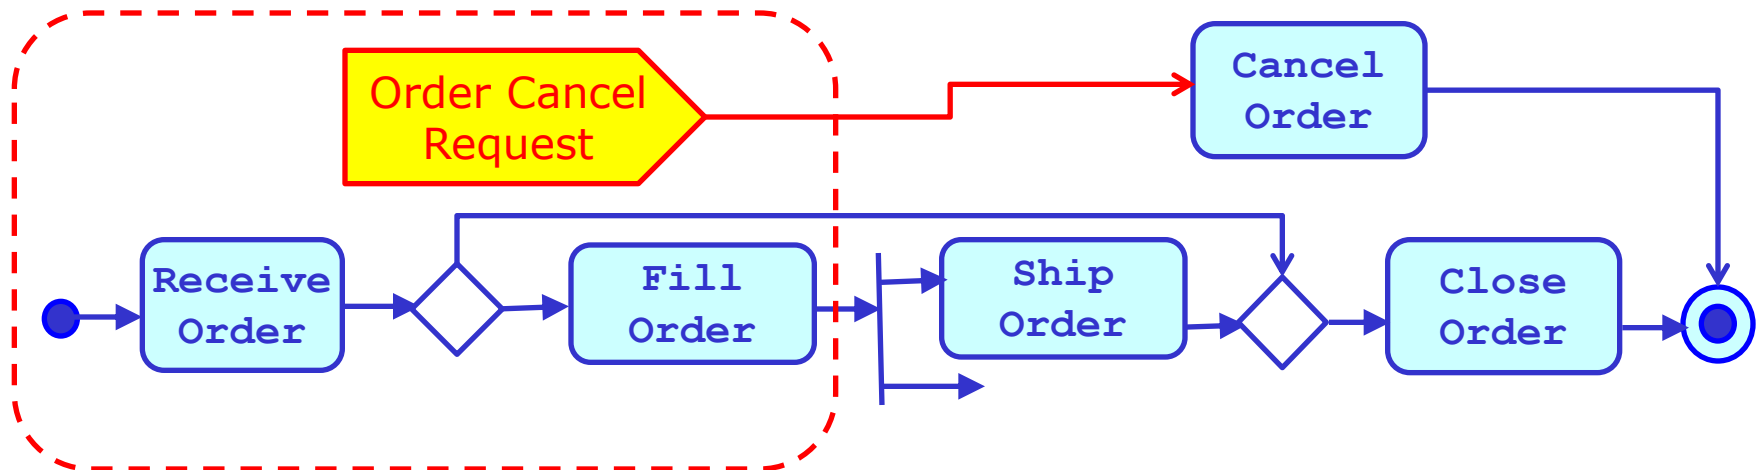 Order Cancel
Request
Cancel
Order
Receive
Order
Fill
Order
Ship
Order
Close
Order